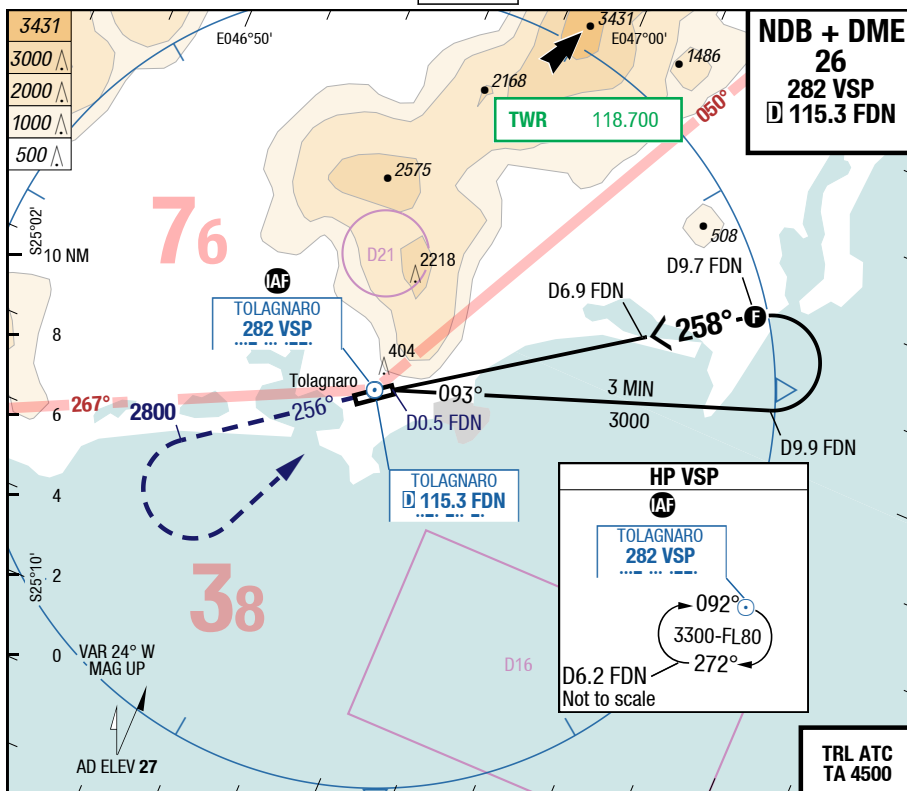 3431
3000
2000
1000
500
E046°50'
3431
E047°00'
1486
2168
NDB + DME
26
282 VSP
D 115.3 FDN
TWR 118.700
050°
2575
S25°02'
76
D21
2218
508
10 NM
IAF
TOLAGNARO
282 VSP
D9.7 FDN
D6.9 FDN
258°
F
8
404
Tolagnaro
093°
3 MIN
3000
267°
2800
256°
D0.5 FDN
6
D9.9 FDN
TOLAGNARO
D 115.3 FDN
4
HP VSP
IAF
TOLAGNARO
282 VSP
092°
3300-FL80
272°
D6.2 FDN
Not to scale
S25°10'
2
38
0
VAR 24° W
MAG UP
D16
AD ELEV 27
TRL ATC
TA 4500